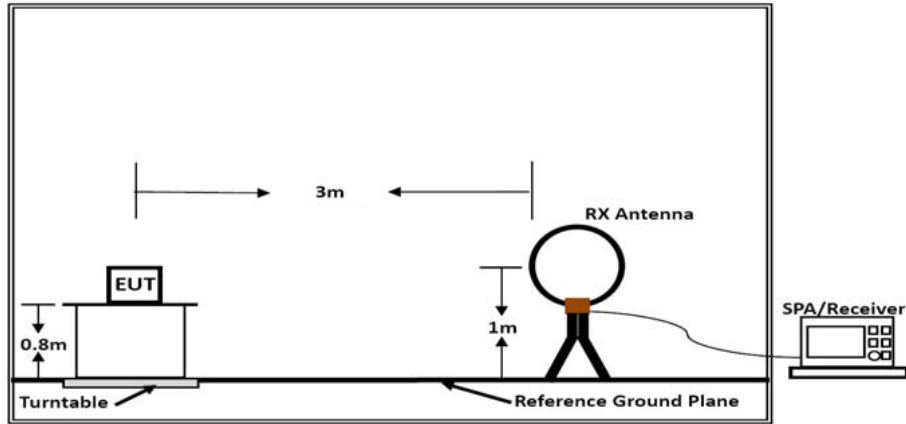 3m
RX Antenna
EUT
SPA/Receiver
0.8m
1m
Turntable
Reference Ground Plane